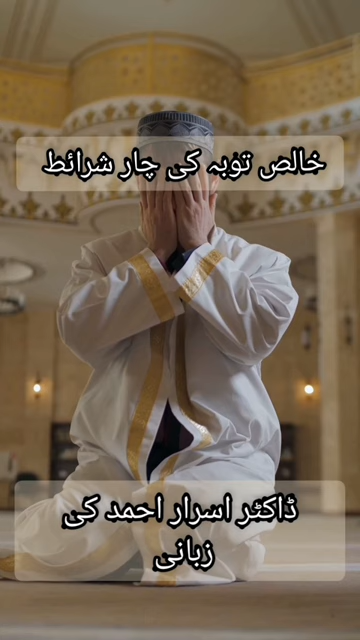 خالص توبہ کی چار شرائط
ڈاکٹر اسرار احمد کی
زبانی